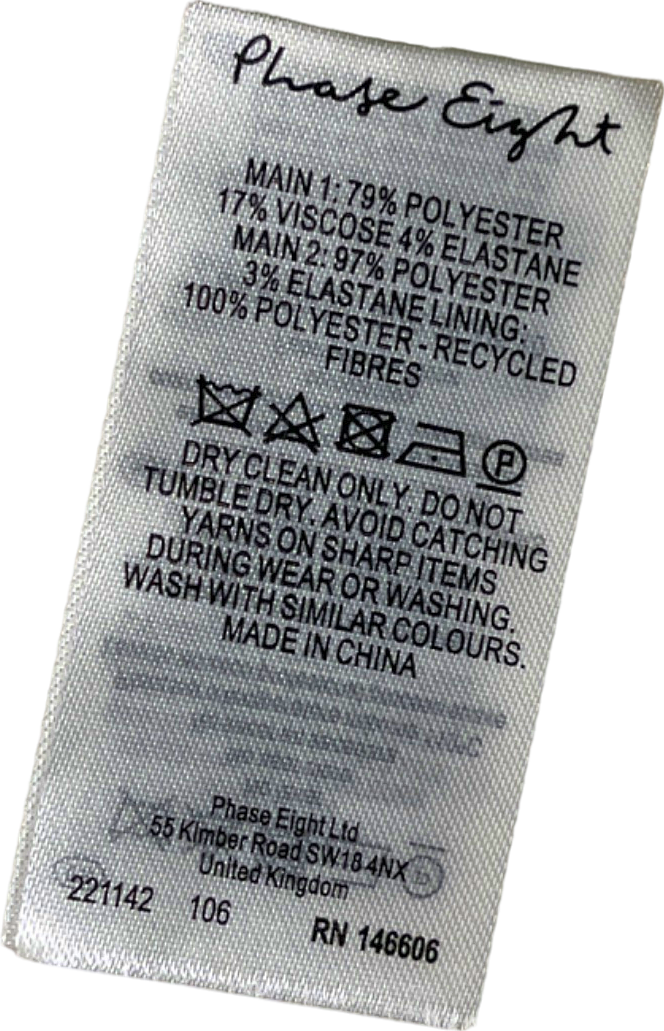 Phase Eight
MAIN 1: 79% POLYESTER
17% VISCOSE 4% ELASTANE
MAIN 2: 97% POLYESTER
3% ELASTANE LINING:
100% POLYESTER - RECYCLED
FIBRES
P
DRY CLEAN ONLY. DO NOT
TUMBLE DRY. AVOID CATCHING
YARNS ON SHARP ITEMS
DURING WEAR OR WASHING.
WASH WITH SIMILAR COLOURS.
MADE IN CHINA
Phase Eight Ltd
55 Kimber Road SW18 4NX
United Kingdom
221142 106 RN 146606